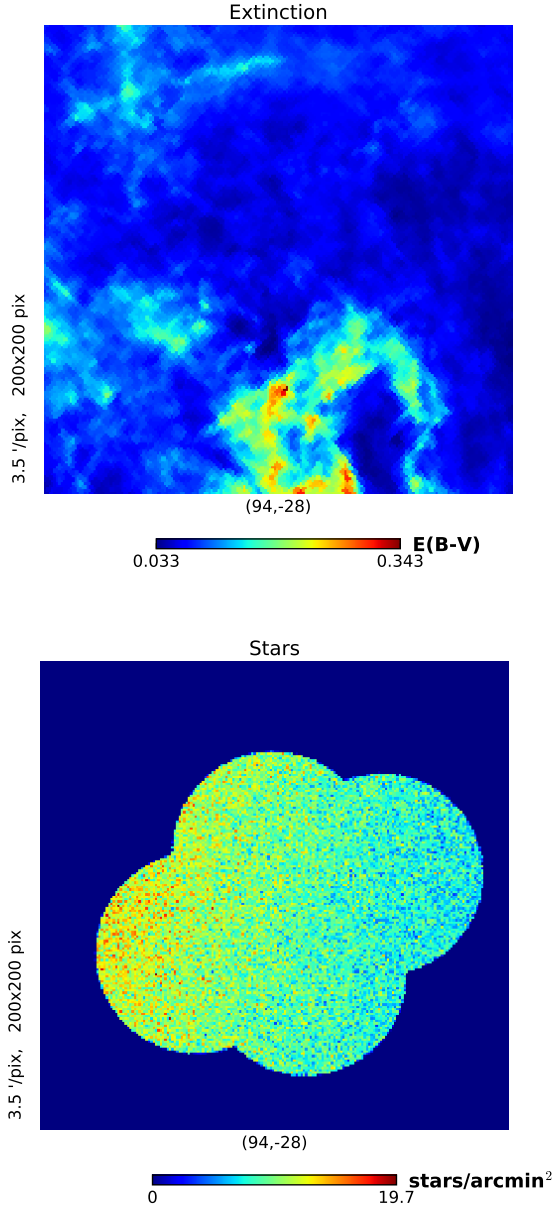 Extinction
3.5 '/pix,    200x200 pix
(94,-28)
E(B-V)
0.033
0.343
Stars
3.5 '/pix,    200x200 pix
(94,-28)
stars/arcmin²
0
19.7